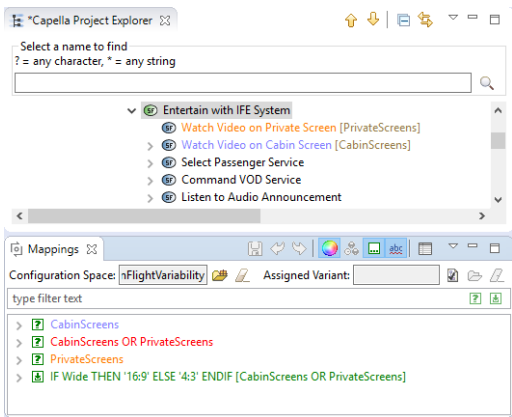 *Capella Project Explorer
Select a name to find
? = any character, * = any string
Entertain with IFE System
Watch Video on Private Screen [PrivateScreens]
Watch Video on Cabin Screen [CabinScreens]
Select Passenger Service
Command VOD Service
Listen to Audio Announcement
Mappings
abc
Configuration Space: nFlightVariability Assigned Variant:
type filter text
CabinScreens
CabinScreens OR PrivateScreens
PrivateScreens
IF Wide THEN '16:9' ELSE '4:3' ENDIF [CabinScreens OR PrivateScreens]